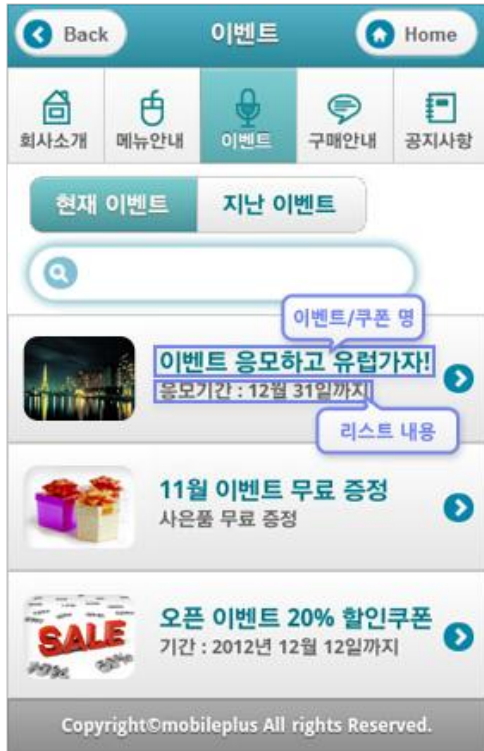 Back 이벤트 Home
회사소개 메뉴안내 이벤트 구매안내 공지사항
현재 이벤트 지난 이벤트
이벤트/쿠폰 명
이벤트 응모하고 유럽가자!
응모기간 : 12월 31일까지
리스트 내용
11월 이벤트 무료 증정
사은품 무료 증정
SALE
오픈 이벤트 20% 할인쿠폰
기간 : 2012년 12월 12일까지
Copyright©mobileplus All rights Reserved.